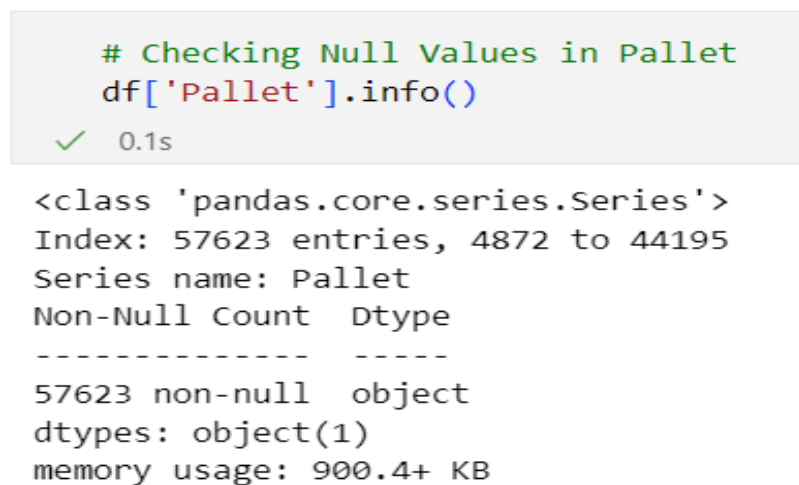 # Checking Null Values in Pallet
df['Pallet'].info()
✓ 0.1s
<class 'pandas.core.series.Series'>
Index: 57623 entries, 4872 to 44195
Series name: Pallet
Non-Null Count  Dtype
--------------  -----
57623 non-null  object
dtypes: object(1)
memory usage: 900.4+ KB